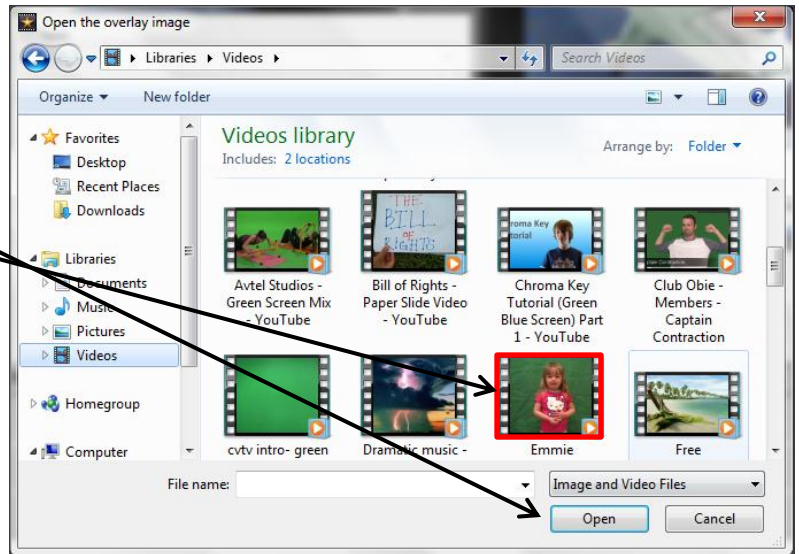 Open the overlay image
Libraries ▸ Videos ▸
Search Videos
Organize
New folder
Favorites
Desktop
Recent Places
Downloads
Libraries
Documents
Music
Pictures
Videos
Homegroup
Computer
Videos library
Includes: 2 locations
Arrange by: Folder
THE
BILL
OF
RIGHTS
roma Key
torial
Avtel Studios -
Green Screen Mix
- YouTube
Bill of Rights -
Paper Slide Video
- YouTube
Chroma Key
Tutorial (Green
Blue Screen) Part
1 - YouTube
Club Obie -
Members -
Captain
Contraction
cvtv intro- green
Dramatic music -
Emmie
Free
File name:
Image and Video Files
Open
Cancel